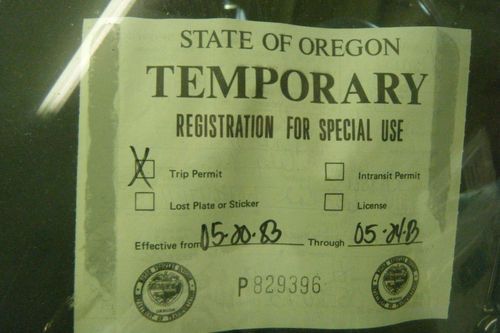 STATE OF OREGON
TEMPORARY
REGISTRATION FOR SPECIAL USE
X Trip Permit Intransit Permit
Lost Plate or Sticker License
Effective from 05-20-83 Through 05-24-83
P829396